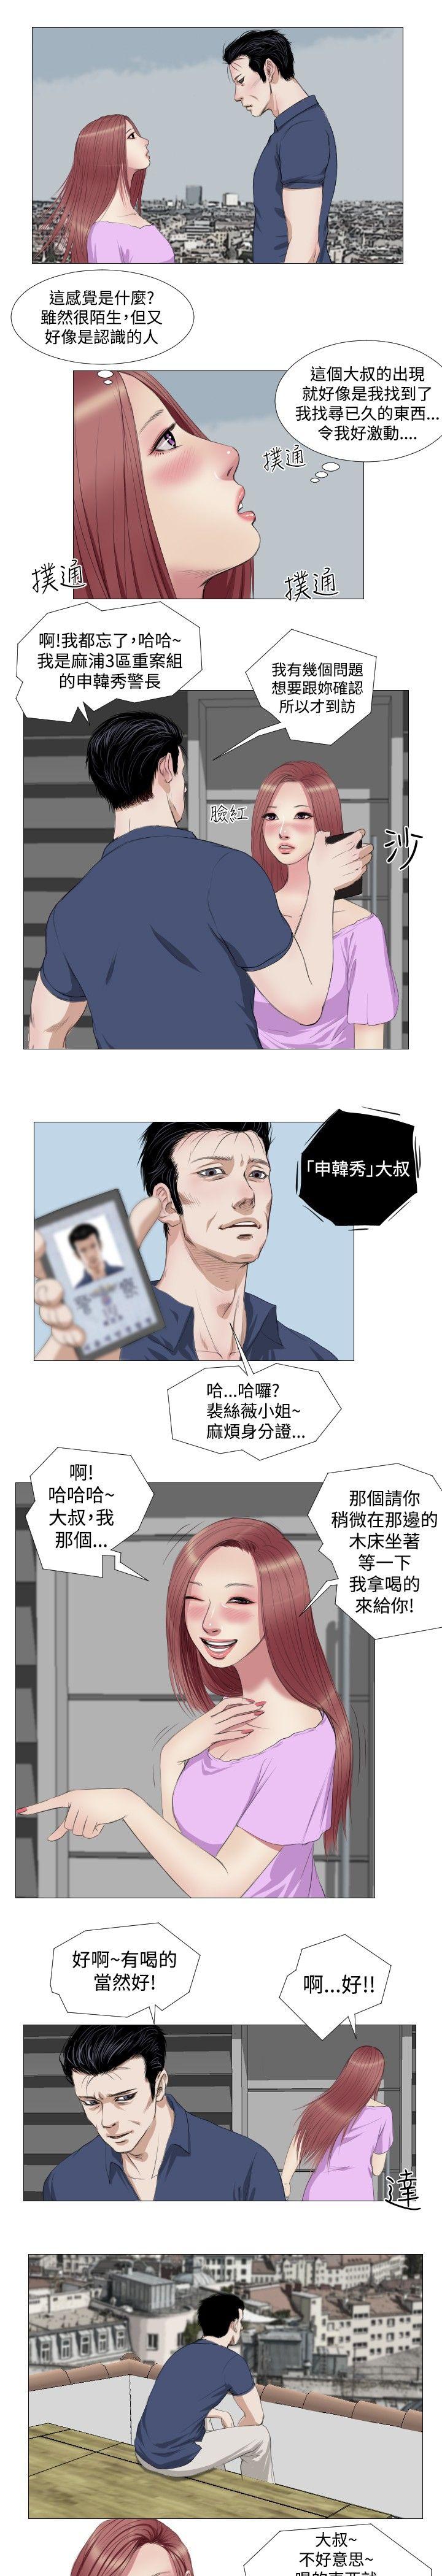 這感覺是什麼?
雖然很陌生,但又
好像是認識的人
這個大叔的出現
就好像是我找到了
我找尋已久的東西...
令我好激動....
撲通
撲通
撲通
啊!我都忘了,哈哈~
我是麻浦3區重案組
的申韓秀警長
我有幾個問題
想要跟妳確認
所以才到訪
臉紅
沙
「申韓秀」大叔
哈...哈囉?
裴絲薇小姐~
麻煩身分證...
啊!
哈哈哈~
大叔,我
那個...
那個請你
稍微在那邊的
木床坐著
等一下
我拿喝的
來給你!
好啊~有喝的
當然好!
啊...好!!
達
大叔~
不好意思~